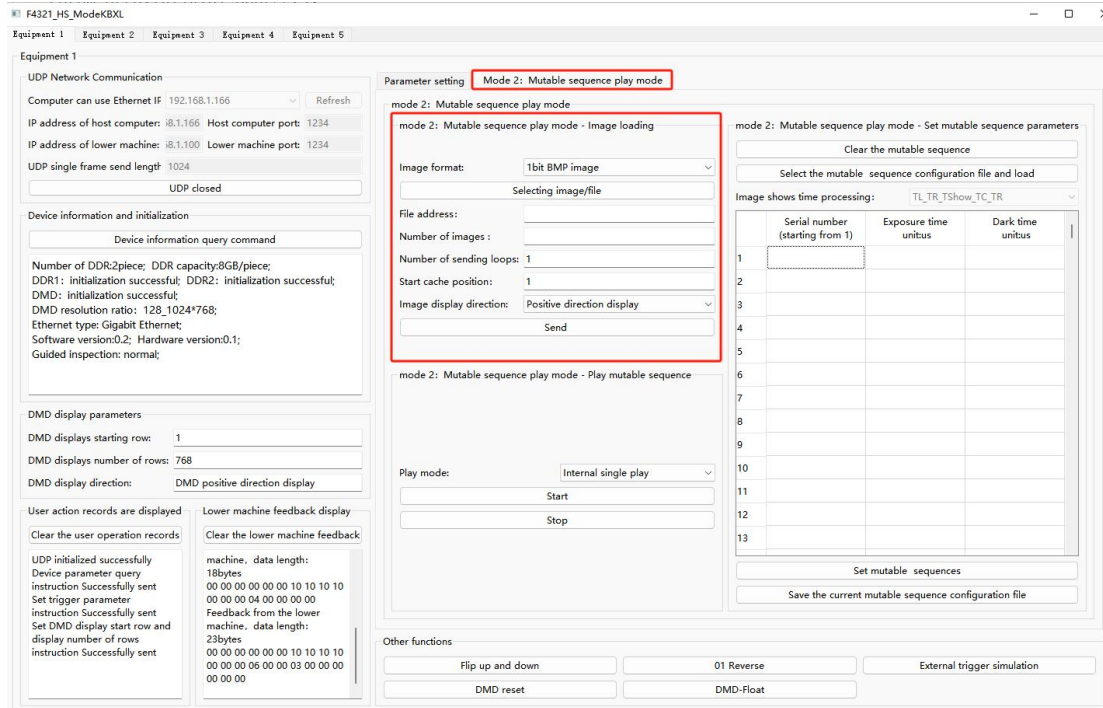 F4321_HS_ModeKBXL
Equipment 1 Equipment 2 Equipment 3 Equipment 4 Equipment 5
Equipment 1
UDP Network Communication
Computer can use Ethernet IF 192.168.1.166 Refresh
IP address of host computer: i8.1.166 Host computer port: 1234
IP address of lower machine: i8.1.100 Lower machine port: 1234
UDP single frame send lengtł 1024
UDP closed
Device information and initialization
Device information query command
Number of DDR:2piece; DDR capacity:8GB/piece;
DDR1: initialization successful; DDR2: initialization successful;
DMD: initialization successful;
DMD resolution ratio: 128_1024*768;
Ethernet type: Gigabit Ethernet;
Software version:0.2; Hardware version:0.1;
Guided inspection: normal;
DMD display parameters
DMD displays starting row: 1
DMD displays number of rows: 768
DMD display direction: DMD positive direction display
User action records are displayed
Clear the user operation records
UDP initialized successfully
Device parameter query
instruction Successfully sent
Set trigger parameter
instruction Successfully sent
Set DMD display start row and
display number of rows
instruction Successfully sent
Lower machine feedback display
Clear the lower machine feedback
machine, data length:
18bytes
00 00 00 00 00 00 10 10 10 10
00 00 00 04 00 00 00 00
Feedback from the lower
machine, data length:
23bytes
00 00 00 00 00 00 10 10 10 10
00 00 00 06 00 00 03 00 00 00
00 00 00
Parameter setting Mode 2: Mutable sequence play mode
mode 2: Mutable sequence play mode
mode 2: Mutable sequence play mode - Image loading
Image format: 1bit BMP image
Selecting image/file
File address:
Number of images :
Number of sending loops: 1
Start cache position: 1
Image display direction: Positive direction display
Send
mode 2: Mutable sequence play mode - Play mutable sequence
Play mode: Internal single play
Start
Stop
mode 2: Mutable sequence play mode - Set mutable sequence parameters
Clear the mutable sequence
Select the mutable sequence configuration file and load
Image shows time processing: TL_TR_TShow_TC_TR
Serial number Exposure time Dark time
(starting from 1) unit:us unit:us
1
2
3
4
5
6
7
8
9
10
11
12
13
Set mutable sequences
Save the current mutable sequence configuration file
Other functions
Flip up and down 01 Reverse External trigger simulation
DMD reset DMD-Float